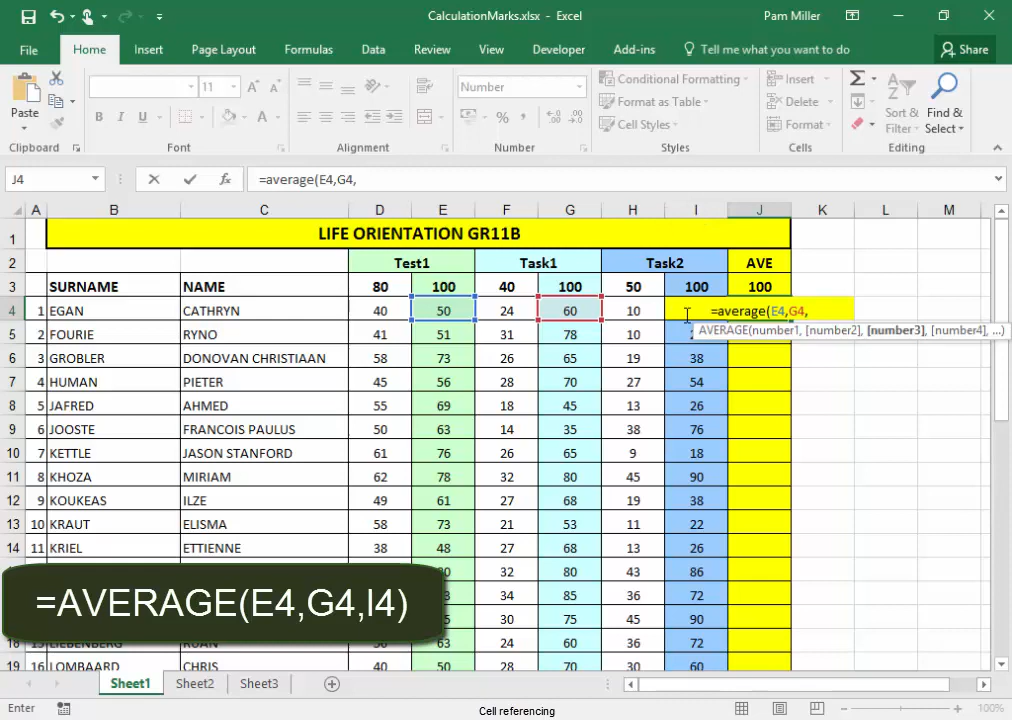 CalculationMarks.xlsx - Excel
Pam Miller
File Home Insert Page Layout Formulas Data Review View Developer Add-ins Tell me what you want to do Share
Paste
11
Number
Conditional Formatting
Format as Table
Cell Styles
Insert
Delete
Format
Sort & Filter
Find & Select
Clipboard Font Alignment Number Styles Cells Editing
J4 =average(E4,G4,
A B C D E F G H I J K L M
1 LIFE ORIENTATION GR11B
2 Test1 Task1 Task2 AVE
3 SURNAME NAME 80 100 40 100 50 100 100
4 1 EGAN CATHRYN 40 50 24 60 10 =average(E4,G4,
AVERAGE(number1, [number2], [number3], [number4], ...)
5 2 FOURIE RYNO 41 51 31 78 10
6 3 GROBLER DONOVAN CHRISTIAAN 58 73 26 65 19 38
7 4 HUMAN PIETER 45 56 28 70 27 54
8 5 JAFRED AHMED 55 69 18 45 13 26
9 6 JOOSTE FRANCOIS PAULUS 50 63 14 35 38 76
10 7 KETTLE JASON STANFORD 61 76 26 65 9 18
11 8 KHOZA MIRIAM 62 78 32 80 45 90
12 9 KOUKEAS ILZE 49 61 27 68 19 38
13 10 KRAUT ELISMA 58 73 21 53 11 22
14 11 KRIEL ETTIENNE 38 48 27 68 13 26
32 80 43 86
34 85 36 72
30 75 45 90
18 LIEBENBERG RUAN 63 24 60 36 72
19 16 LOMBAARD CHRIS 40 50 28 70 30 60
=AVERAGE(E4,G4,I4)
Sheet1 Sheet2 Sheet3
Enter
100%
Cell referencing